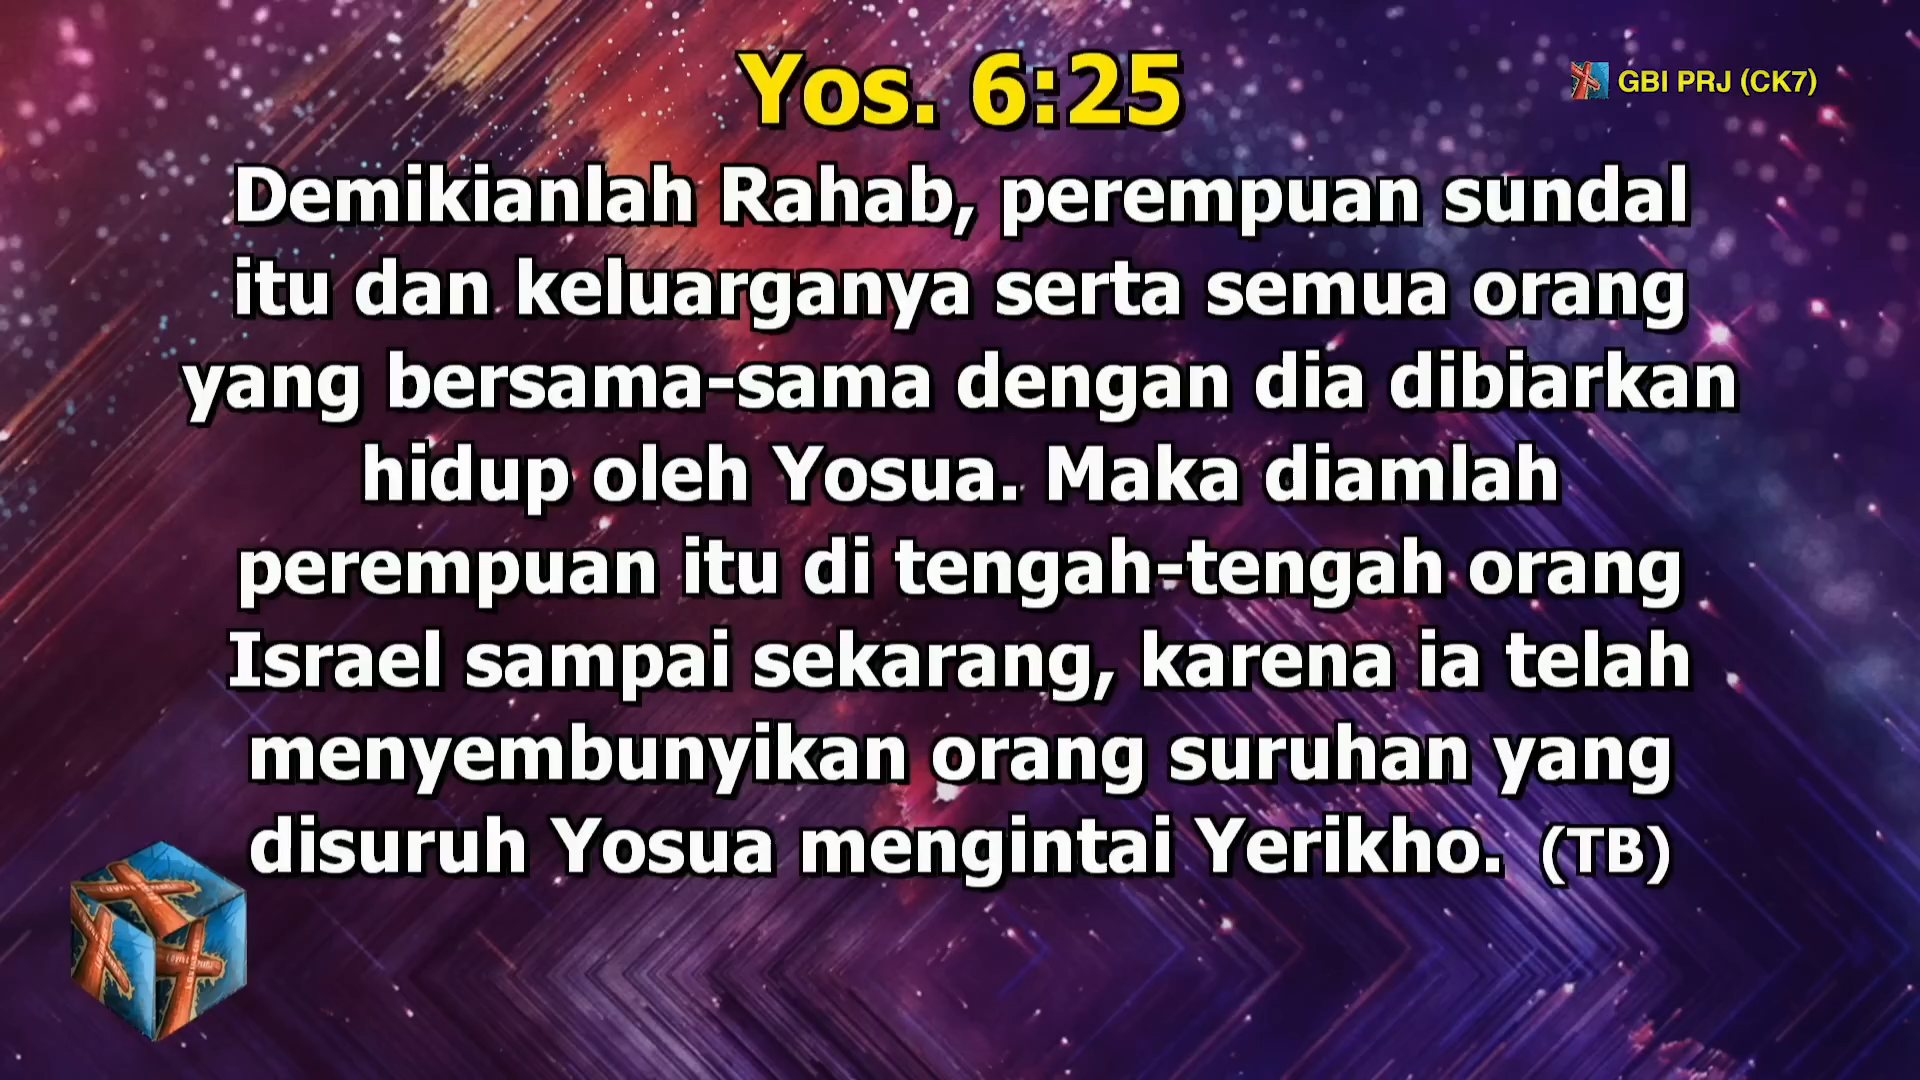 Yos. 6:25
GBI PRJ (CK7)
Demikianlah Rahab, perempuan sundal
itu dan keluarganya serta semua orang
yang bersama-sama dengan dia dibiarkan
hidup oleh Yosua. Maka diamlah
perempuan itu di tengah-tengah orang
Israel sampai sekarang, karena ia telah
menyembunyikan orang suruhan yang
disuruh Yosua mengintai Yerikho. (TB)